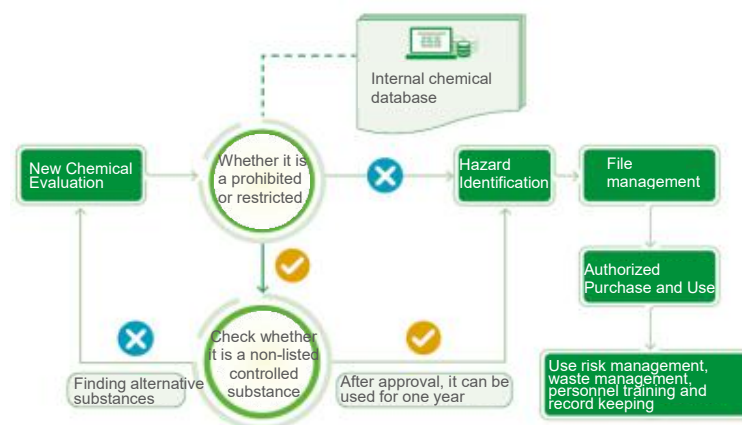 Internal chemical
database
New Chemical
Evaluation
Whether it is
a prohibited
or restricted
Hazard
Identification
File
management
Authorized
Purchase and Use
Check whether
it is a non-listed
controlled
substance
Finding alternative
substances
After approval, it can be
used for one year
Use risk management,
waste management,
personnel training and
record keeping